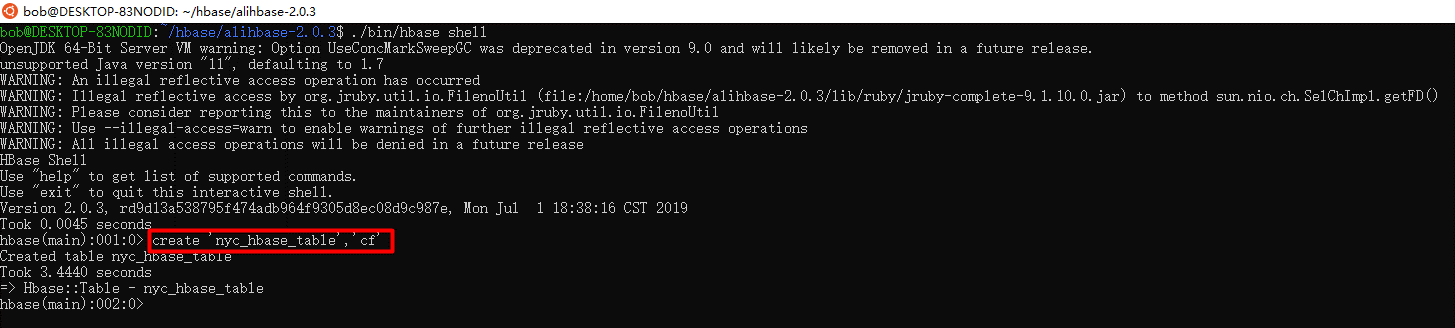 bob@DESKTOP-83NODID: ~/hbase/alihbase-2.0.3
bob@DESKTOP-83NODID:~/hbase/alihbase-2.0.3$ ./bin/hbase shell
OpenJDK 64-Bit Server VM warning: Option UseConcMarkSweepGC was deprecated in version 9.0 and will likely be removed in a future release.
unsupported Java version "11", defaulting to 1.7
WARNING: An illegal reflective access operation has occurred
WARNING: Illegal reflective access by org.jruby.util.io.FilenoUtil (file:/home/bob/hbase/alihbase-2.0.3/lib/ruby/jruby-complete-9.1.10.0.jar) to method sun.nio.ch.SelChImpl.getFD()
WARNING: Please consider reporting this to the maintainers of org.jruby.util.io.FilenoUtil
WARNING: Use --illegal-access=warn to enable warnings of further illegal reflective access operations
WARNING: All illegal access operations will be denied in a future release
HBase Shell
Use "help" to get list of supported commands.
Use "exit" to quit this interactive shell.
Version 2.0.3, rd9d13a538795f474adb964f9305d8ec08d9c987e, Mon Jul  1 18:38:16 CST 2019
Took 0.0045 seconds
hbase(main):001:0> create 'nyc_hbase_table','cf'
Created table nyc_hbase_table
Took 3.4440 seconds
=> Hbase::Table - nyc_hbase_table
hbase(main):002:0>